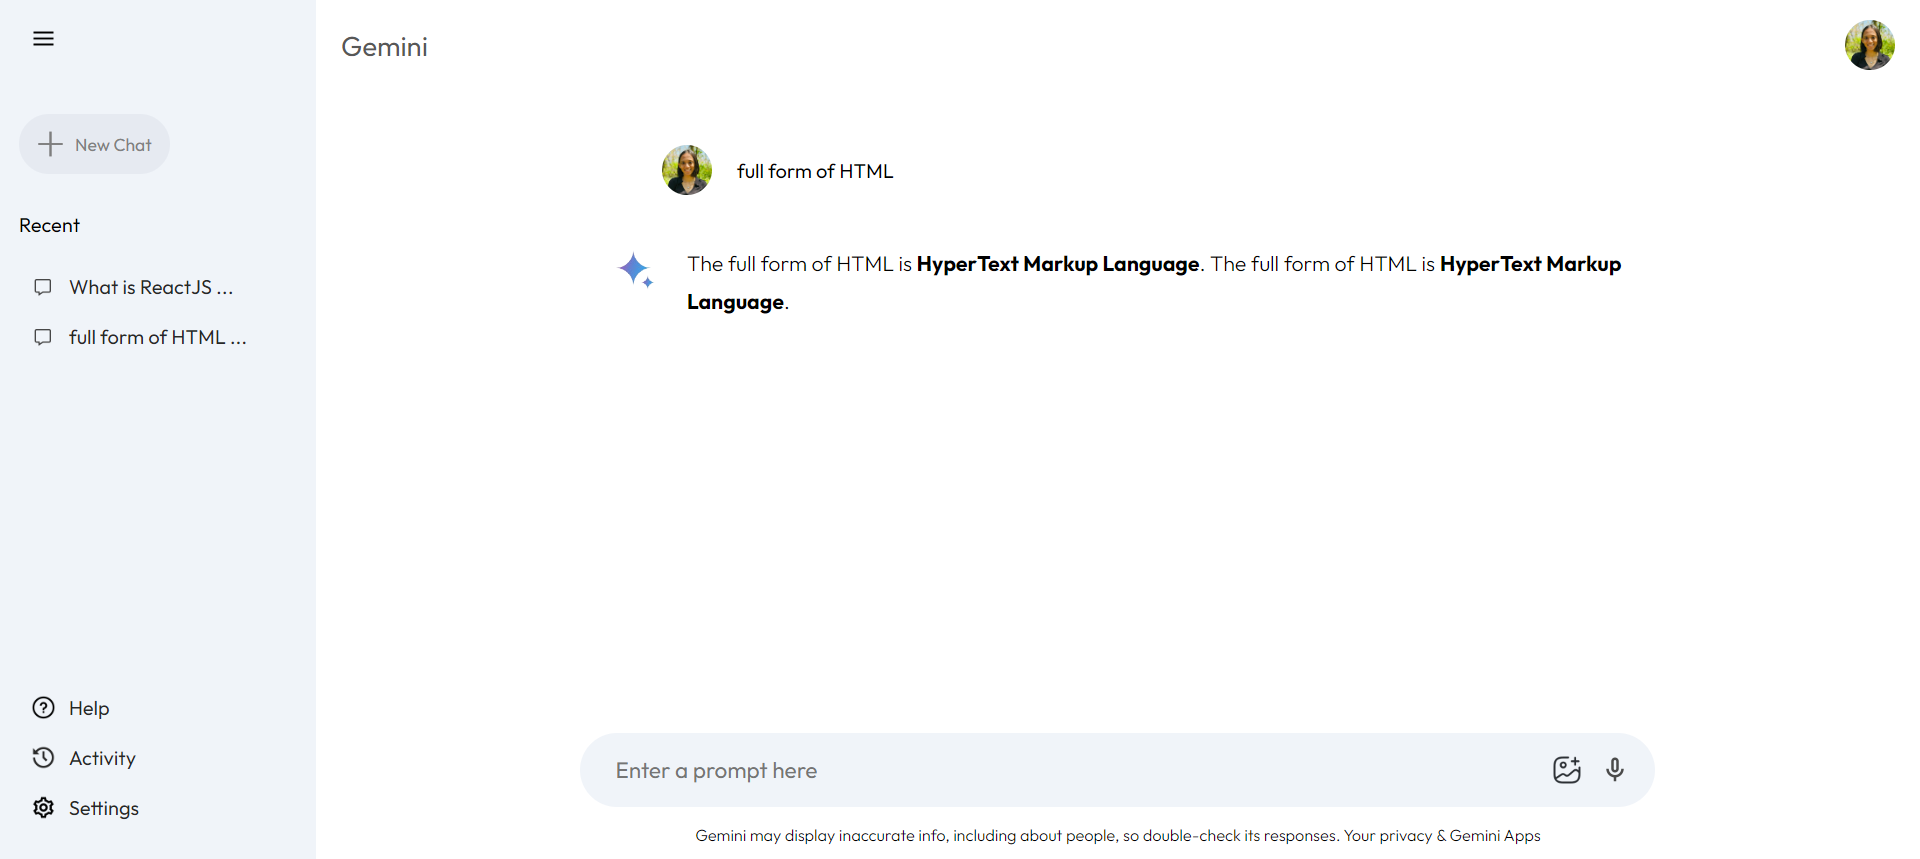 Gemini
New Chat
Recent
What is ReactJS ...
full form of HTML ...
Help
Activity
Settings
full form of HTML
The full form of HTML is HyperText Markup Language. The full form of HTML is HyperText Markup
Language.
Enter a prompt here
Gemini may display inaccurate info, including about people, so double-check its responses. Your privacy & Gemini Apps